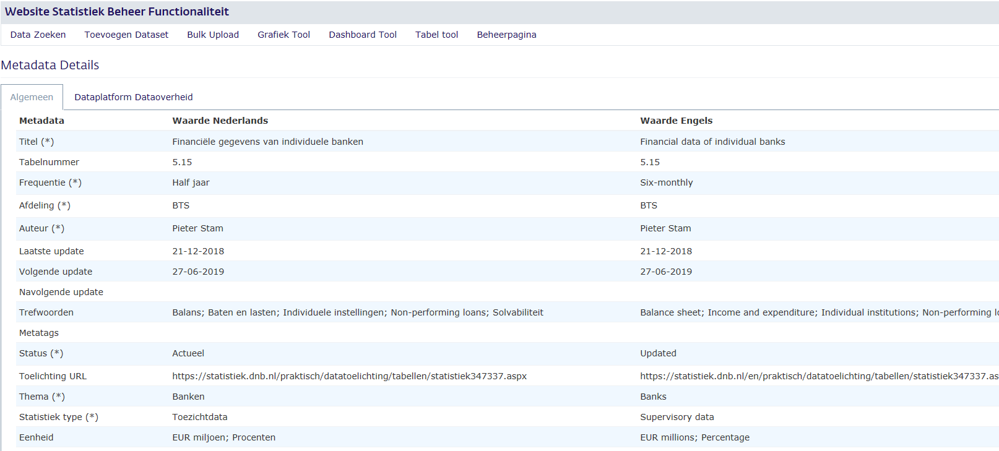 Website Statistiek Beheer Functionaliteit
Data Zoeken Toevoegen Dataset Bulk Upload Grafiek Tool Dashboard Tool Tabel tool Beheerpagina
Metadata Details
Algemeen Dataplatform Dataoverheid
Metadata Waarde Nederlands Waarde Engels
Titel (*) Financiële gegevens van individuele banken Financial data of individual banks
Tabelnummer 5.15 5.15
Frequentie (*) Half jaar Six-monthly
Afdeling (*) BTS BTS
Auteur (*) Pieter Stam Pieter Stam
Laatste update 21-12-2018 21-12-2018
Volgende update 27-06-2019 27-06-2019
Navolgende update
Trefwoorden Balans; Baten en lasten; Individuele instellingen; Non-performing loans; Solvabiliteit Balance sheet; Income and expenditure; Individual institutions; Non-performing
Metatags
Status (*) Actueel Updated
Toelichting URL https://statistiek.dnb.nl/praktisch/datatoelichting/tabellen/statistiek347337.aspx https://statistiek.dnb.nl/en/praktisch/datatoelichting/tabellen/statistiek347337.as
Thema (*) Banken Banks
Statistiek type (*) Toezichtdata Supervisory data
Eenheid EUR miljoen; Procenten EUR millions; Percentage